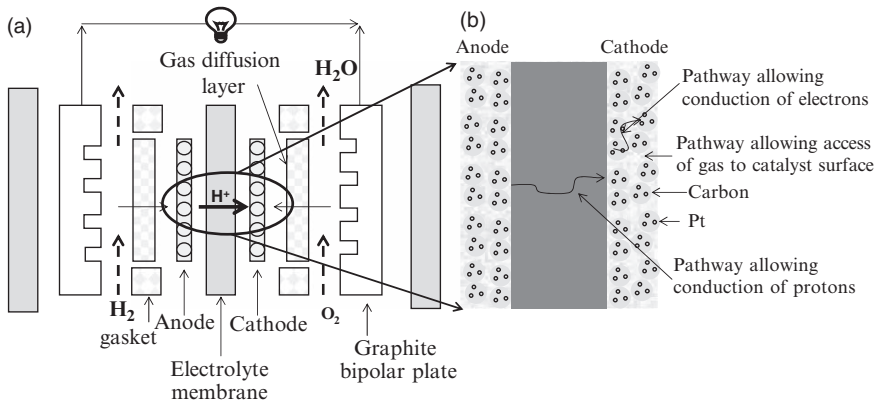 (a)
Gas diffusion
layer
H₂O
H⁺
H₂
gasket
Anode
Cathode
O₂
Electrolyte
membrane
Graphite
bipolar plate
(b)
Anode
Cathode
Pathway allowing
conduction of electrons
Pathway allowing access
of gas to catalyst surface
Carbon
Pt
Pathway allowing
conduction of protons